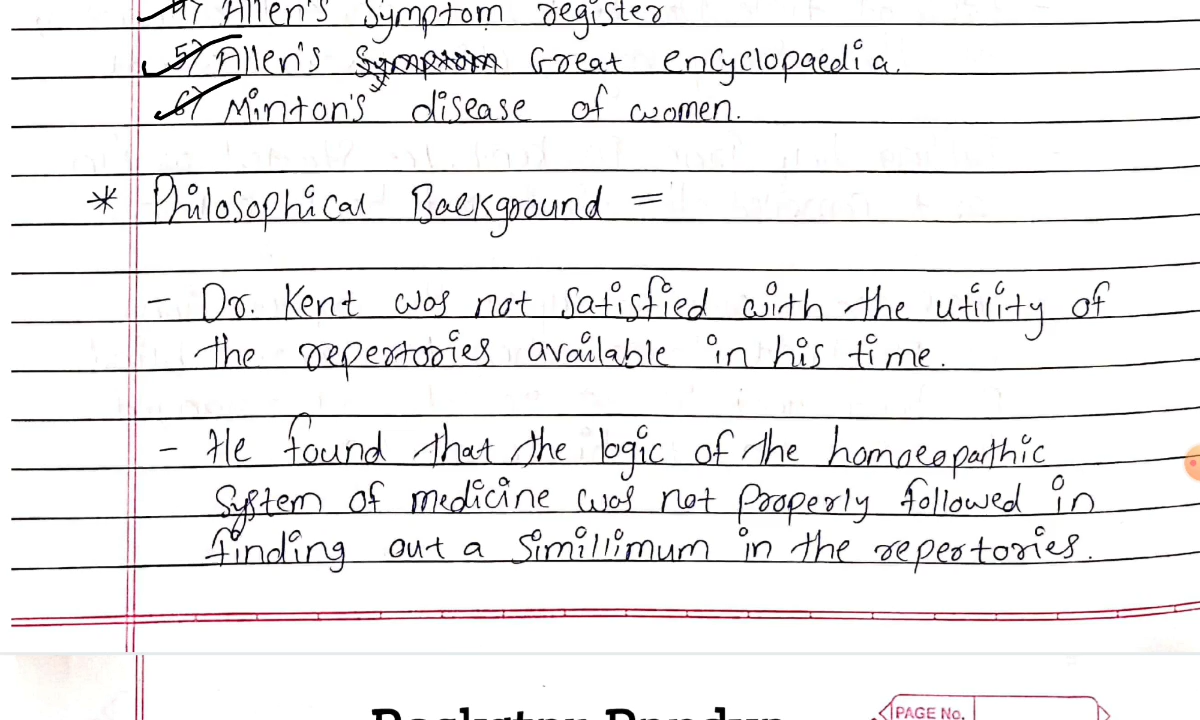 4) Allen's Symptom register
5) Allen's Great encyclopaedia.
6) Minton's disease of women.
* Philosophical Background =
- Dr. Kent was not satisfied with the utility of
the repertories available in his time.
- He found that the logic of the homoeopathic
System of medicine was not properly followed in
finding out a Simillimum in the repertories.
PAGE No.